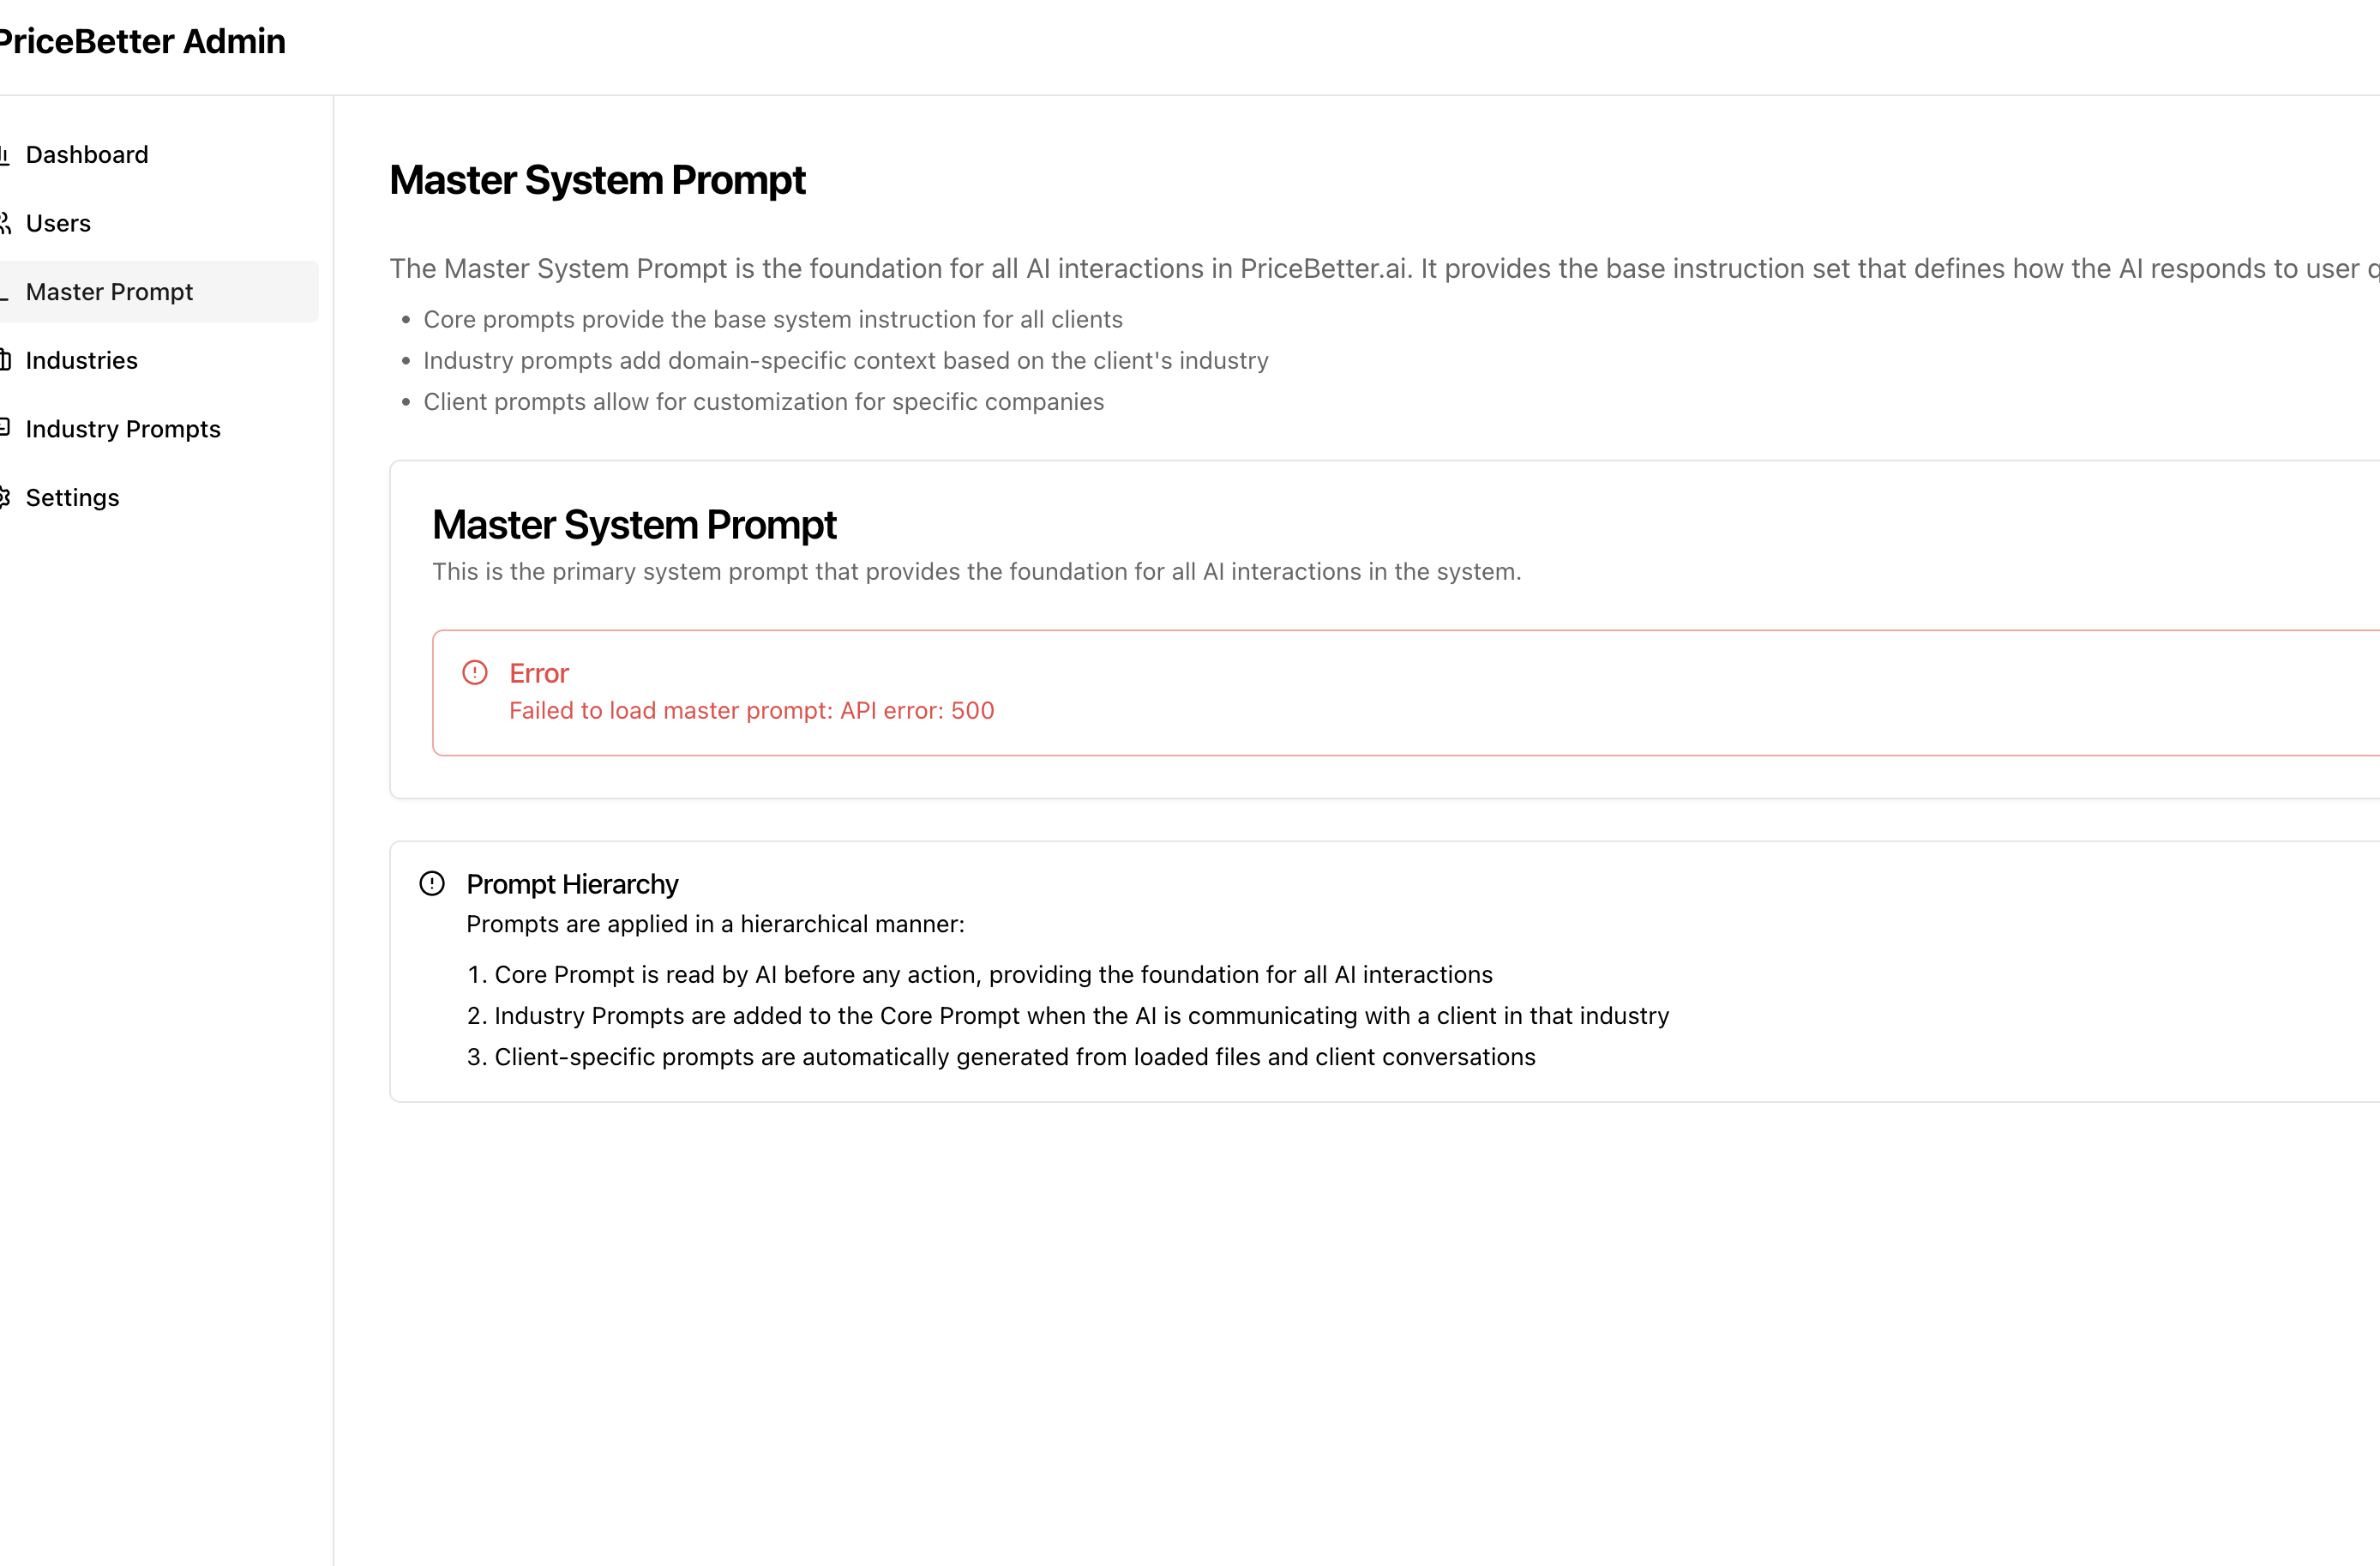 PriceBetter Admin
Dashboard
Users
Master Prompt
Industries
Industry Prompts
Settings
Master System Prompt
The Master System Prompt is the foundation for all AI interactions in PriceBetter.ai. It provides the base instruction set that defines how the AI responds to user
• Core prompts provide the base system instruction for all clients
• Industry prompts add domain-specific context based on the client's industry
• Client prompts allow for customization for specific companies
Master System Prompt
This is the primary system prompt that provides the foundation for all AI interactions in the system.
Error
Failed to load master prompt: API error: 500
Prompt Hierarchy
Prompts are applied in a hierarchical manner:
1. Core Prompt is read by AI before any action, providing the foundation for all AI interactions
2. Industry Prompts are added to the Core Prompt when the AI is communicating with a client in that industry
3. Client-specific prompts are automatically generated from loaded files and client conversations